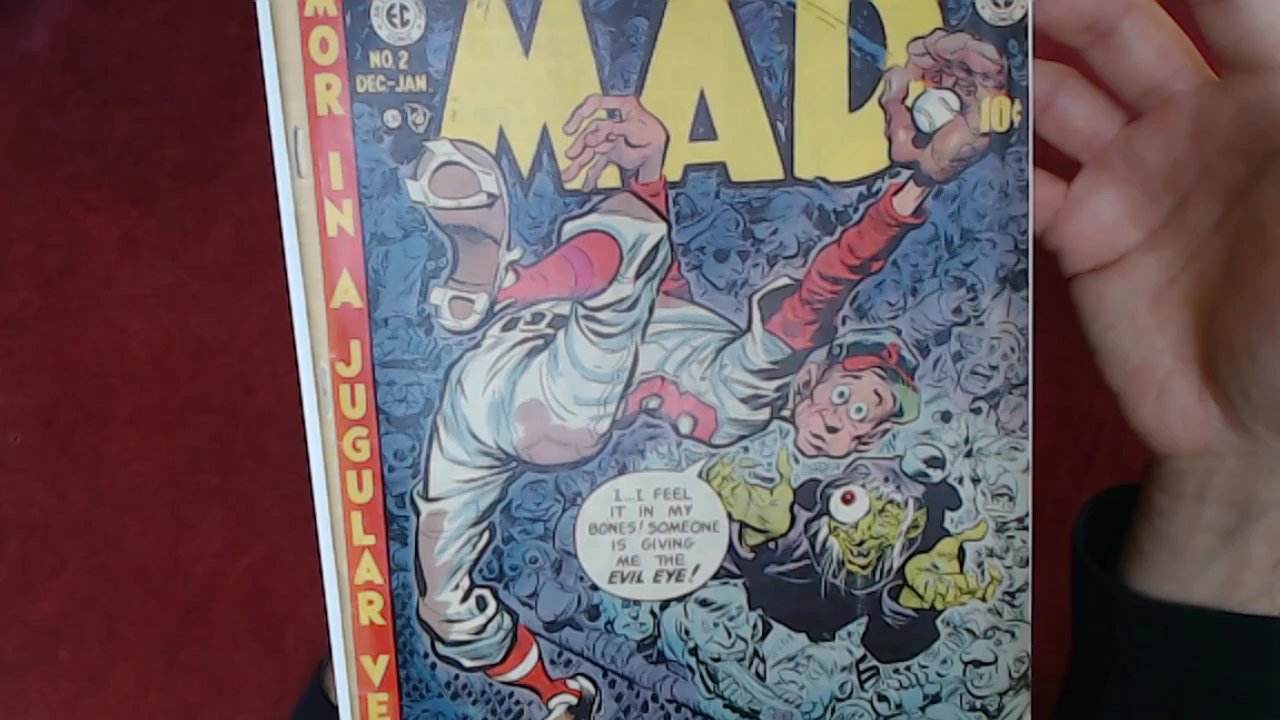 MOR IN A JUGULAR VE
EC
NO. 2
DEC-JAN.
MAD
10¢
I...I FEEL
IT IN MY
BONES! SOMEONE
IS GIVING
ME THE
EVIL EYE!